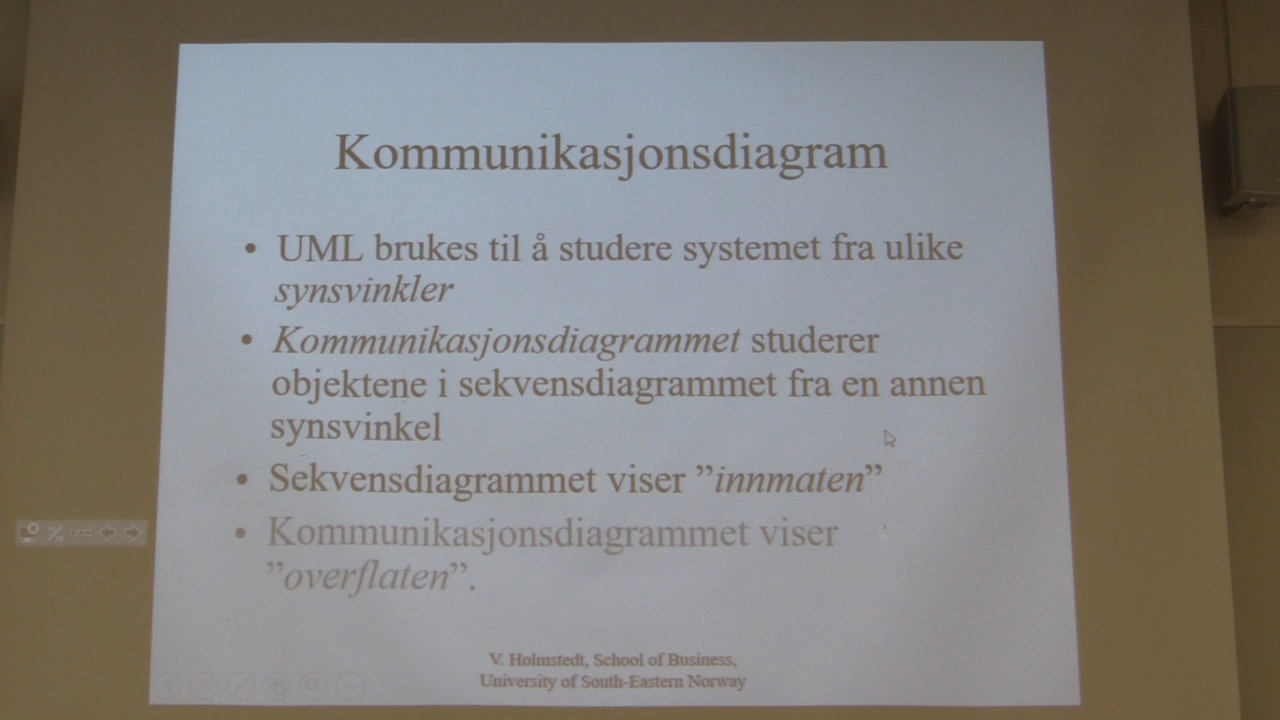 Kommunikasjonsdiagram
• UML brukes til å studere systemet fra ulike
synsvinkler
• Kommunikasjonsdiagrammet studerer
objektene i sekvensdiagrammet fra en annen
synsvinkel
• Sekvensdiagrammet viser ”innmaten”
• Kommunikasjonsdiagrammet viser
”overflaten”.
V. Holmstedt, School of Business,
University of South-Eastern Norway